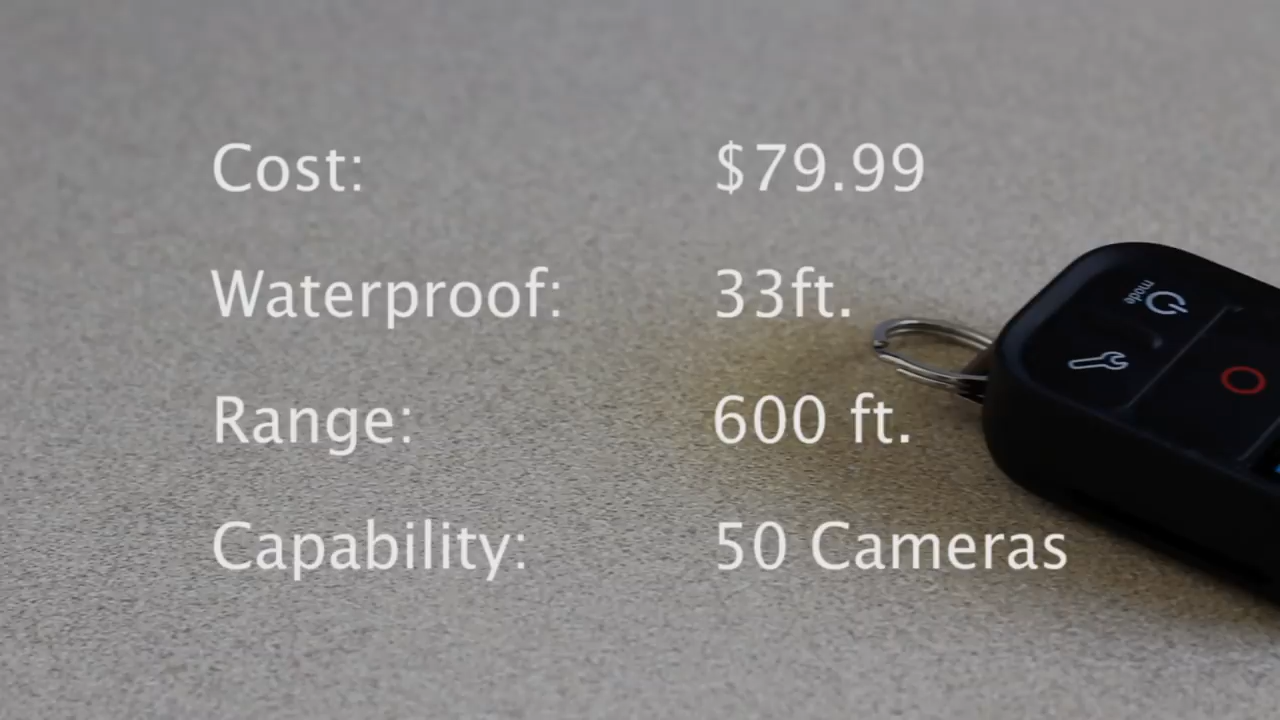 Cost: $79.99
Waterproof: 33ft.
Range: 600 ft.
Capability: 50 Cameras
mode